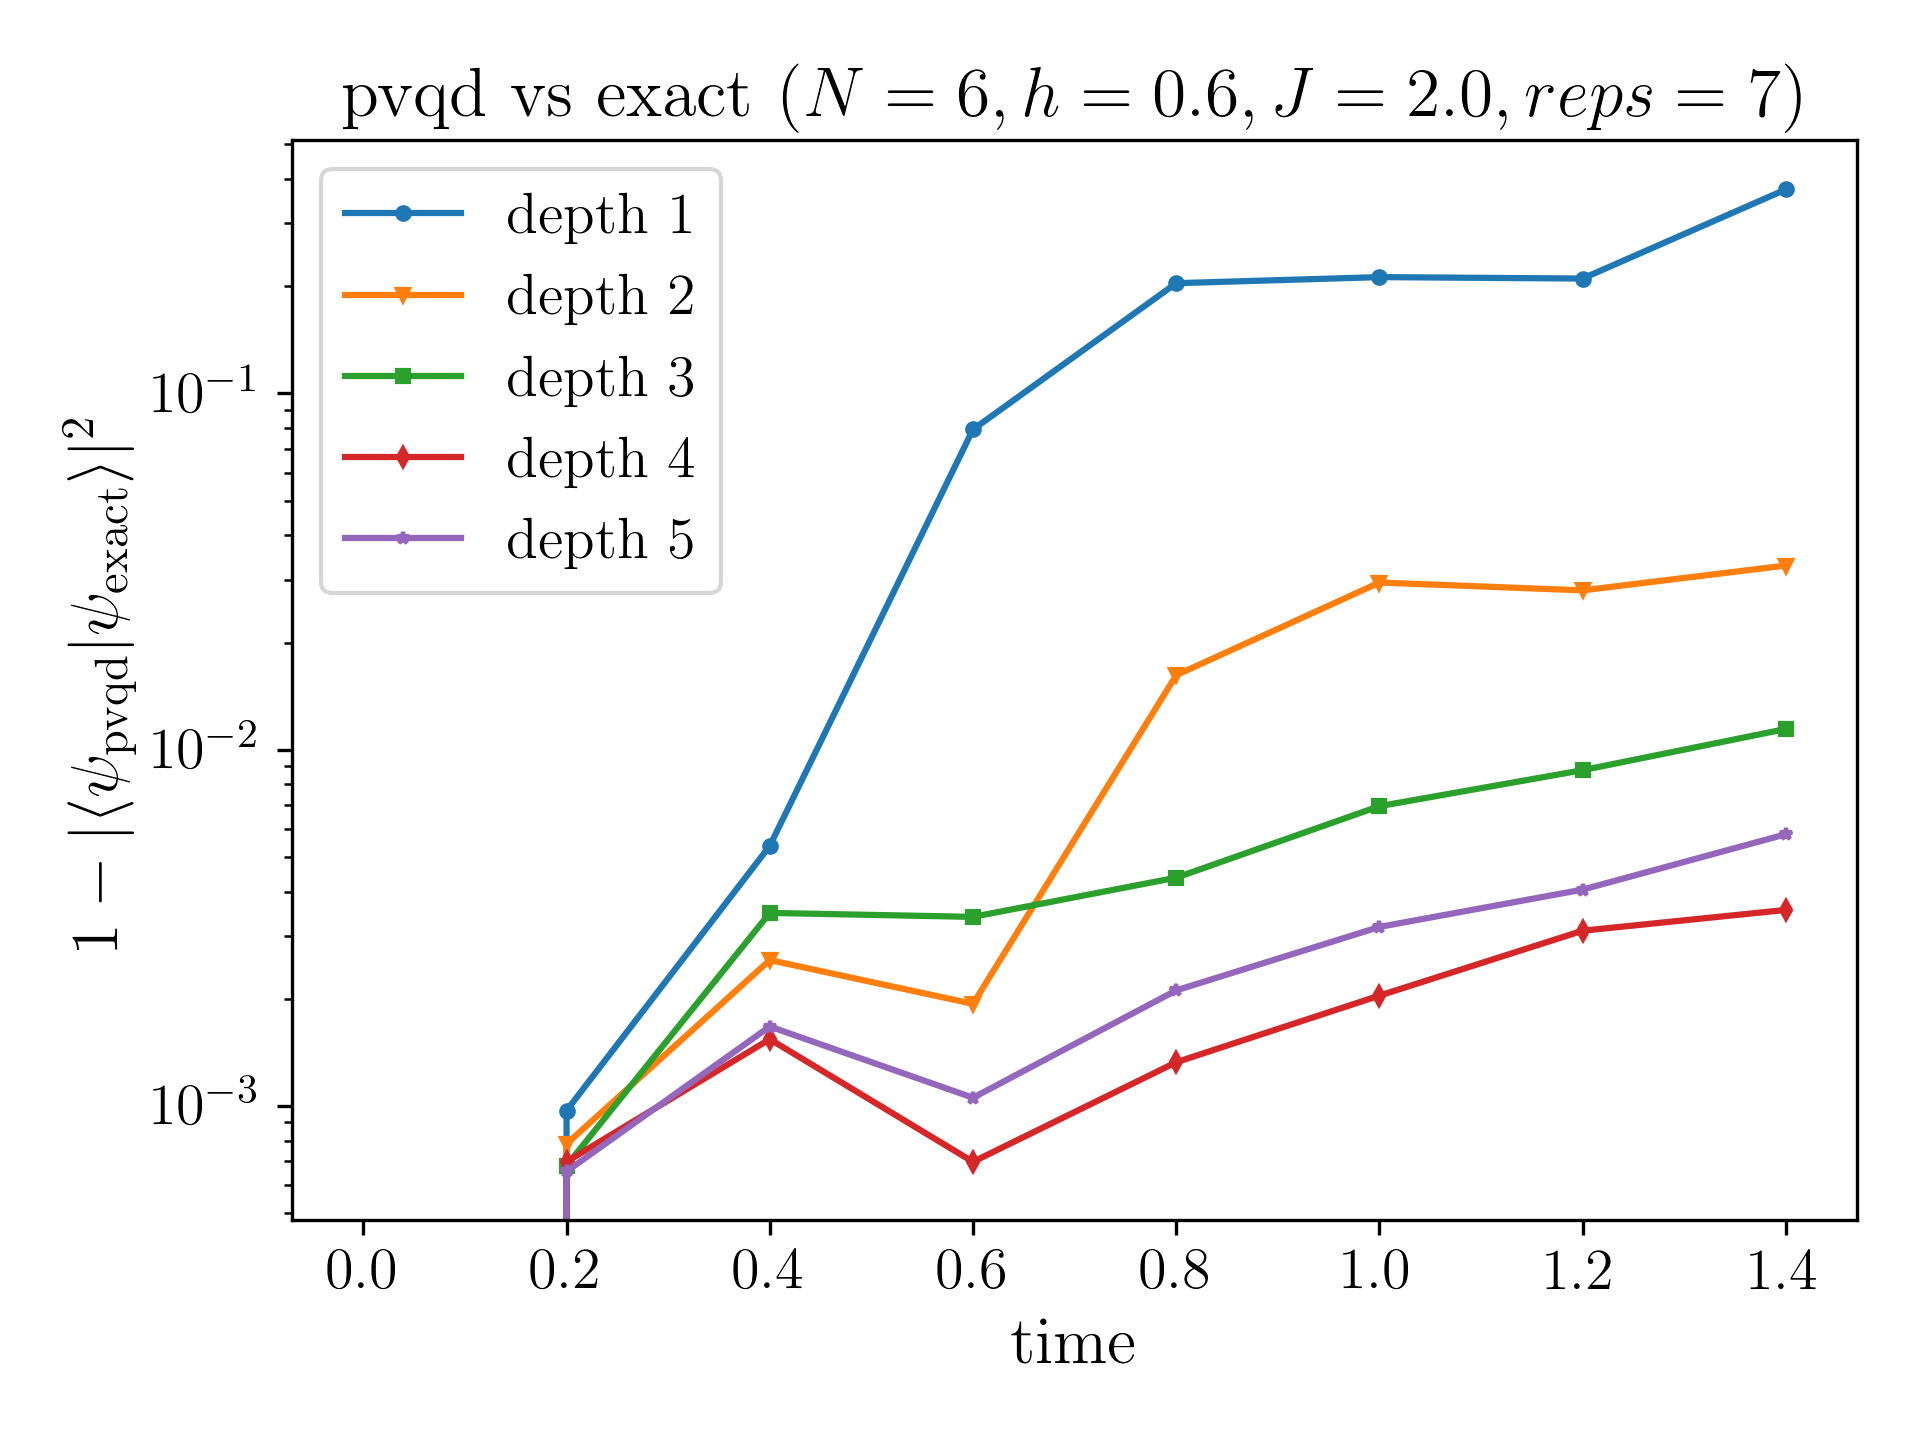 pvqd vs exact (N = 6, h = 0.6, J = 2.0, reps = 7)
depth 1
depth 2
depth 3
depth 4
depth 5
1 − |⟨ψ_pvqd|ψ_exact⟩|²
10⁻¹
10⁻²
10⁻³
0.0 0.2 0.4 0.6 0.8 1.0 1.2 1.4
time